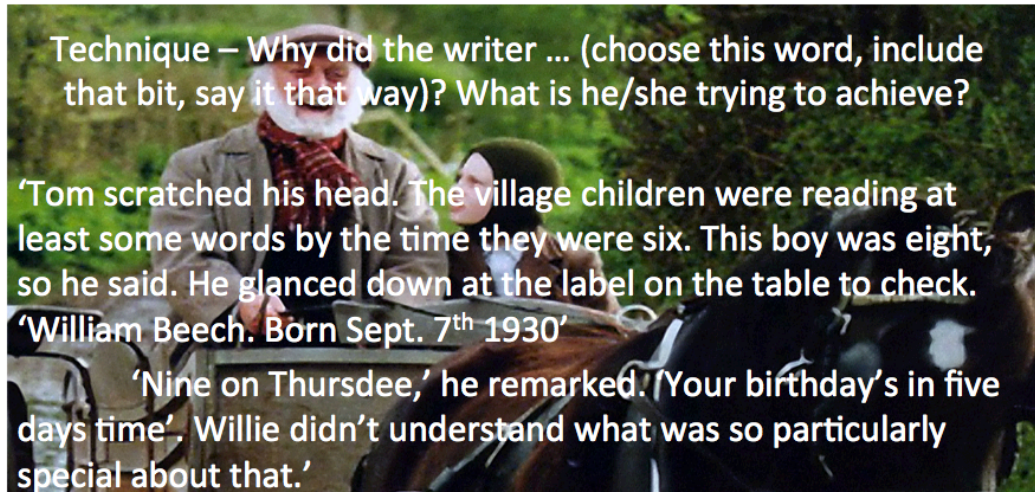 Technique – Why did the writer … (choose this word, include
that bit, say it that way)? What is he/she trying to achieve?
‘Tom scratched his head. The village children were reading at
least some words by the time they were six. This boy was eight,
so he said. He glanced down at the label on the table to check.
‘William Beech. Born Sept. 7th 1930’
‘Nine on Thursdee,’ he remarked. ‘Your birthday’s in five
days time’. Willie didn’t understand what was so particularly
special about that.’